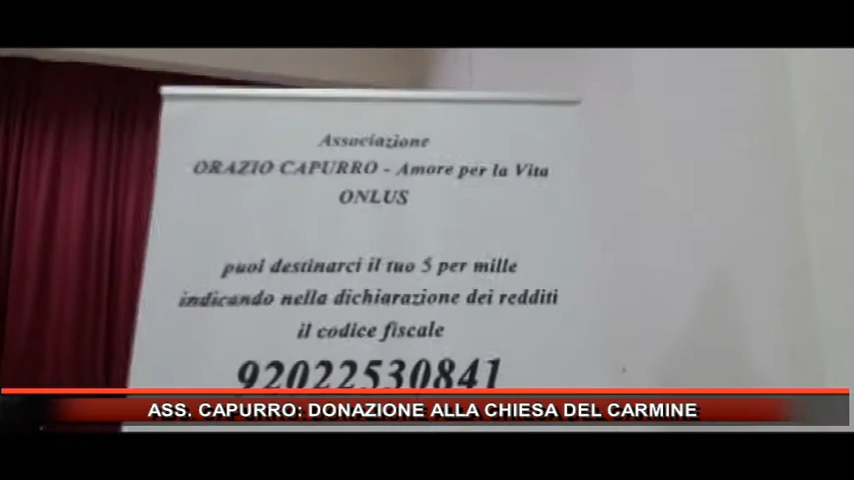 Associazione
ORAZIO CAPURRO - Amore per la Vita
ONLUS
puoi destinarci il tuo 5 per mille
indicando nella dichiarazione dei redditi
il codice fiscale
92022530841
ASS. CAPURRO: DONAZIONE ALLA CHIESA DEL CARMINE